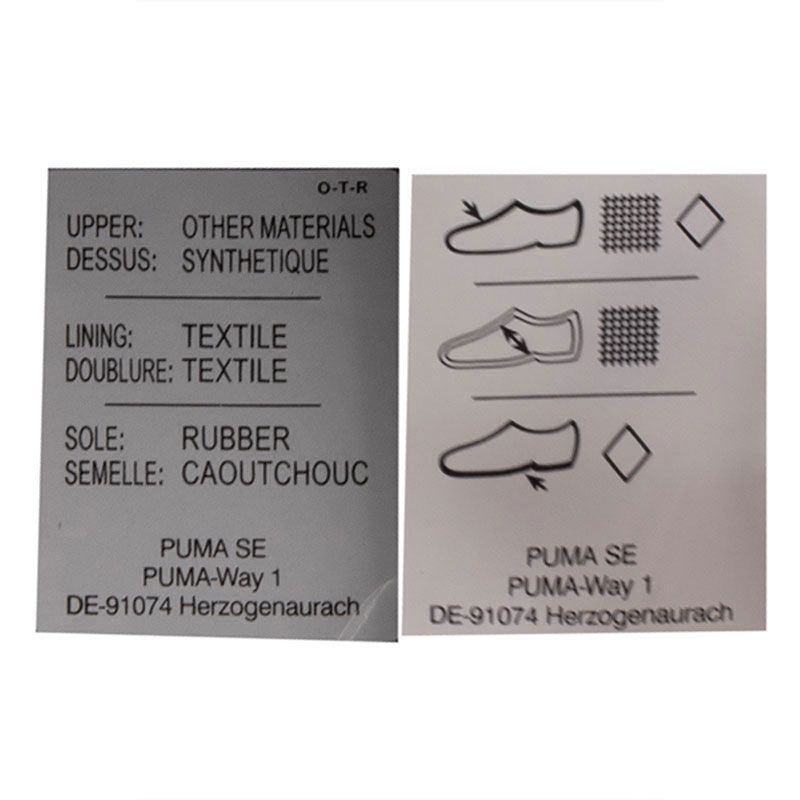 O-T-R
UPPER: OTHER MATERIALS
DESSUS: SYNTHETIQUE
LINING: TEXTILE
DOUBLURE: TEXTILE
SOLE: RUBBER
SEMELLE: CAOUTCHOUC
PUMA SE
PUMA-Way 1
DE-91074 Herzogenaurach
PUMA SE
PUMA-Way 1
DE-91074 Herzogenaurach